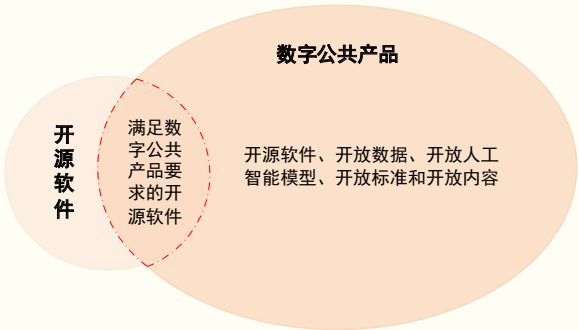 数字公共产品
开源软件
满足数
字公共
产品要
求的开
源软件
开源软件、开放数据、开放人工
智能模型、开放标准和开放内容